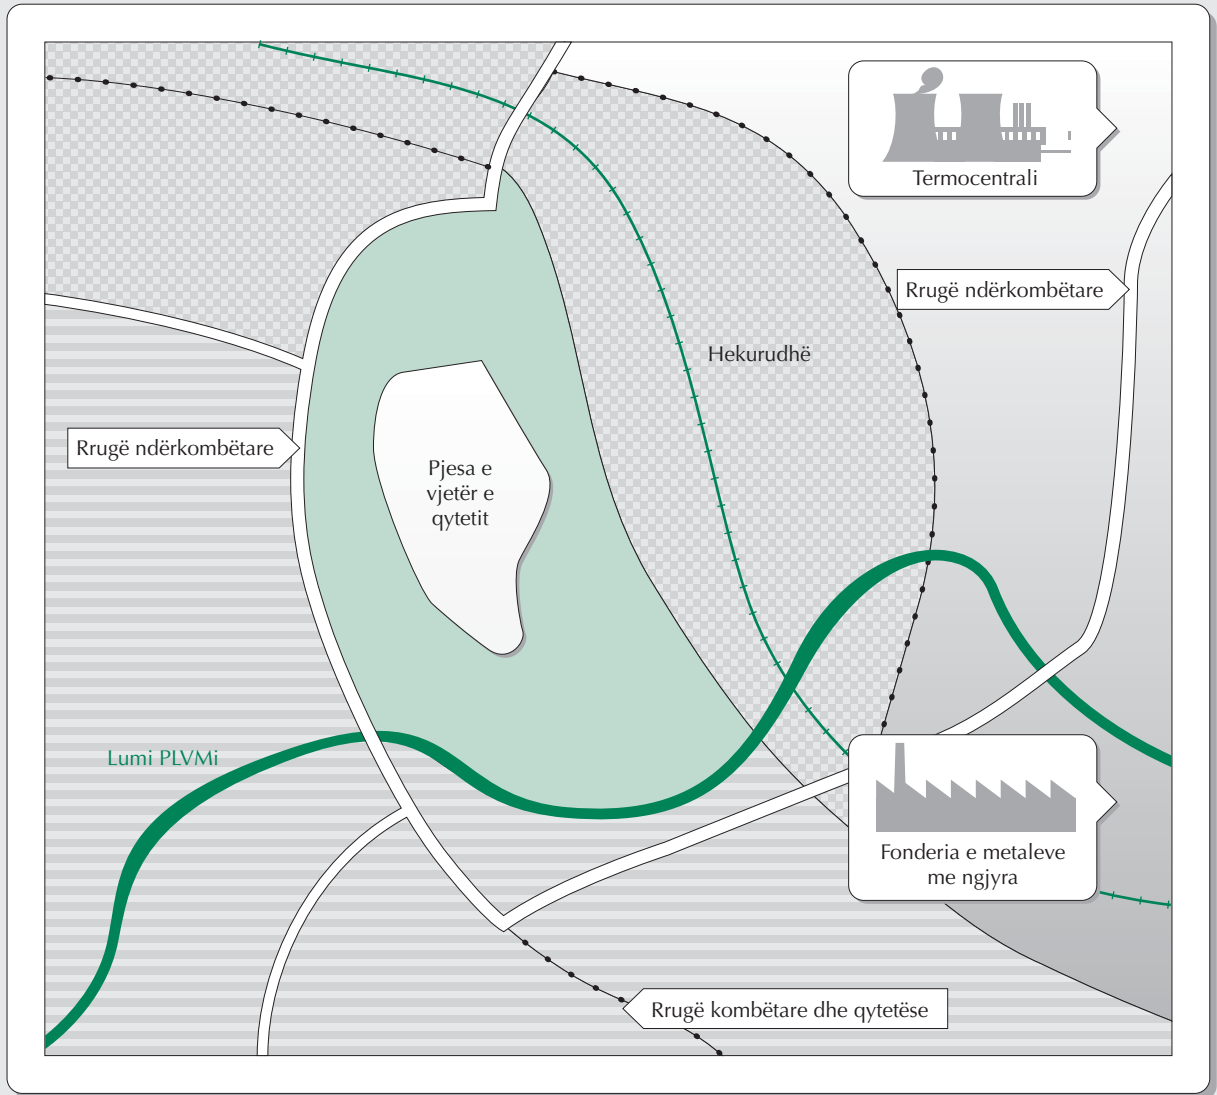 Termocentrali
Rrugë ndërkombëtare
Hekurudhë
Rrugë ndërkombëtare
Pjesa e
vjetër e
qytetit
Lumi PLVMi
Fonderia e metaleve
me ngjyra
Rrugë kombëtare dhe qytetëse